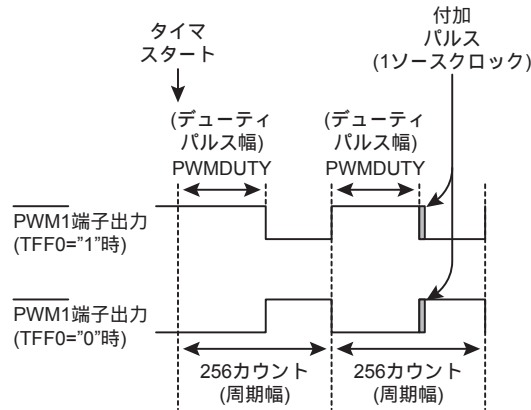 タイマ
スタート
付加
パルス
(1ソースクロック)
(デューティ
パルス幅)
PWMDUTY
(デューティ
パルス幅)
PWMDUTY
PWM1端子出力
(TFF0="1"時)
PWM1端子出力
(TFF0="0"時)
256カウント
(周期幅)
256カウント
(周期幅)